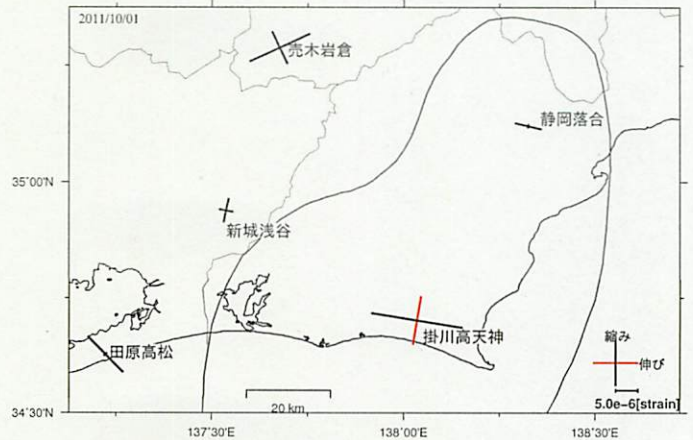 2011/10/01
売木岩倉
静岡落合
35°00'N
新城浅谷
田原高松
掛川高天神
縮み
伸び
5.0e-6[strain]
20 km
34°30'N
137°30'E
138°00'E
138°30'E